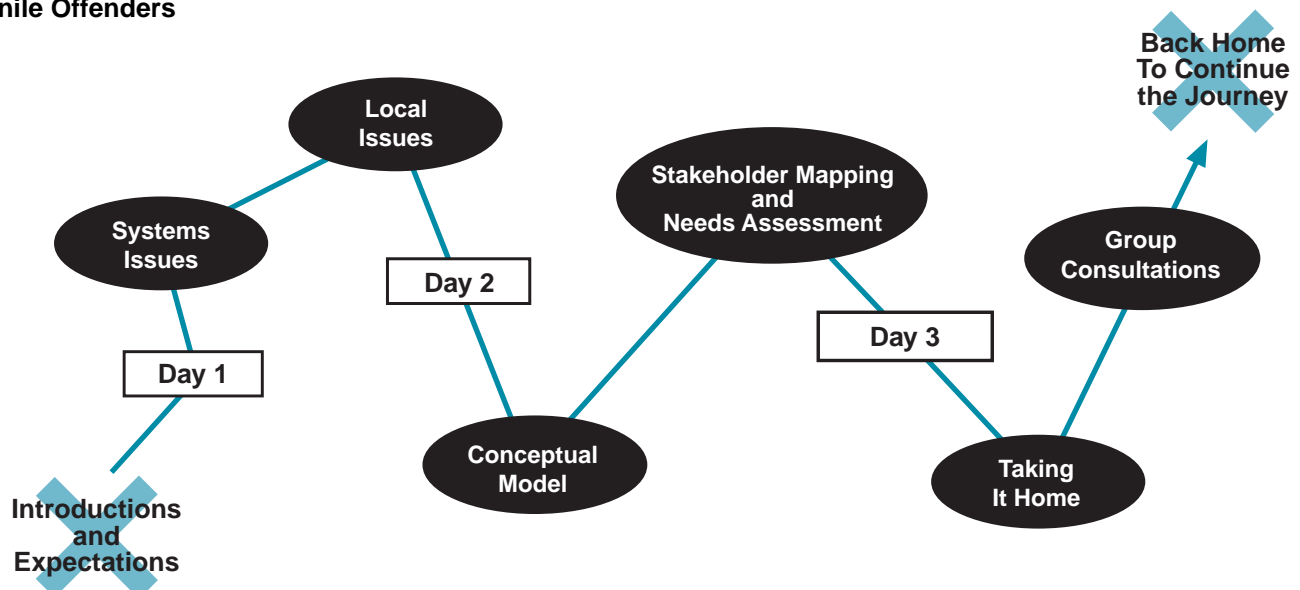 nile Offenders
Back Home
To Continue
the Journey
Local
Issues
Stakeholder Mapping
and
Needs Assessment
Systems
Issues
Group
Consultations
Day 2
Day 3
Day 1
Conceptual
Model
Taking
It Home
Introductions
and
Expectations